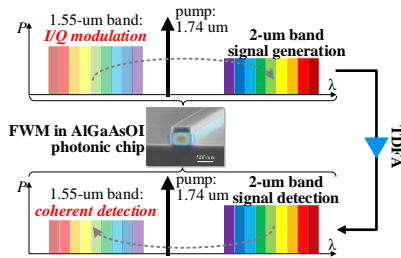 1.55-um band:
I/Q modulation
pump:
1.74 um
2-um band
signal generation
P
λ
FWM in AlGaAsOI
photonic chip
TDFA
1.55-um band:
coherent detection
pump:
1.74 um
2-um band
signal detection
P
λ